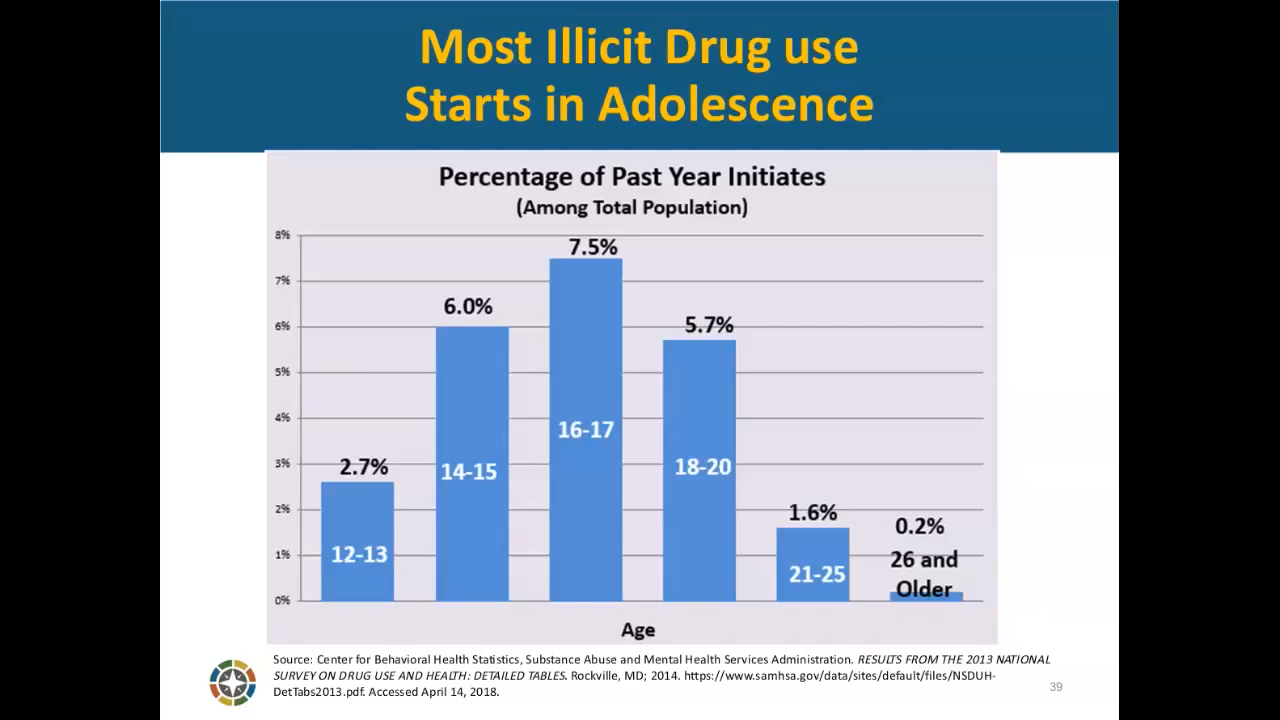 Most Illicit Drug use
Starts in Adolescence
Percentage of Past Year Initiates
(Among Total Population)
8%
7%
6%
5%
4%
3%
2%
1%
0%
2.7%
12-13
6.0%
14-15
7.5%
16-17
5.7%
18-20
1.6%
21-25
0.2%
26 and
Older
Age
Source: Center for Behavioral Health Statistics, Substance Abuse and Mental Health Services Administration. RESULTS FROM THE 2013 NATIONAL
SURVEY ON DRUG USE AND HEALTH: DETAILED TABLES. Rockville, MD; 2014. https://www.samhsa.gov/data/sites/default/files/NSDUH-
DetTabs2013.pdf. Accessed April 14, 2018.
39